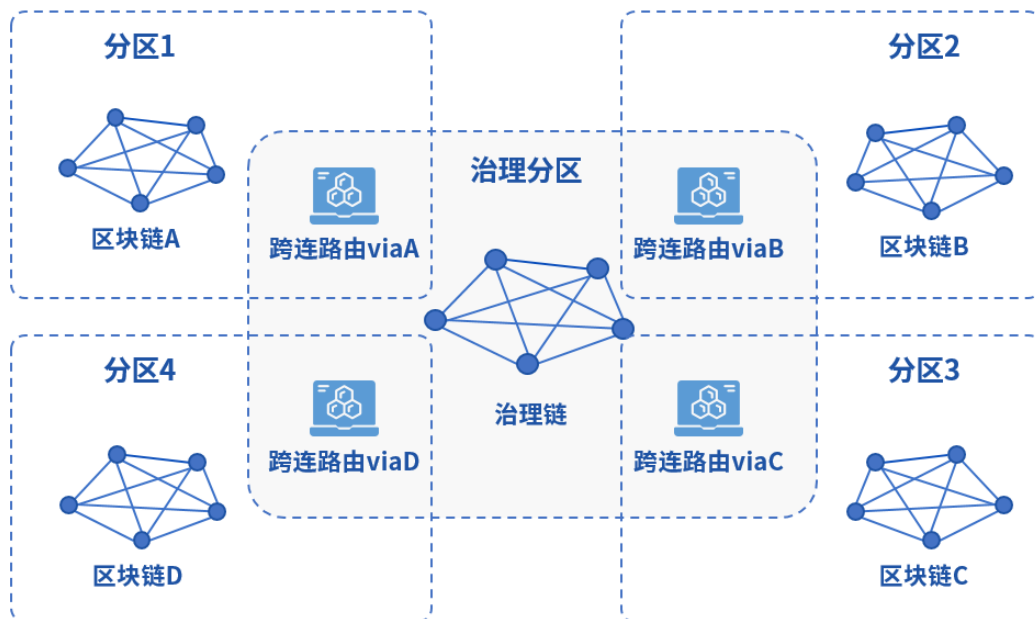 分区1
分区2
治理分区
跨连路由viaA
跨连路由viaB
区块链A
区块链B
分区4
分区3
治理链
跨连路由viaD
跨连路由viaC
区块链D
区块链C